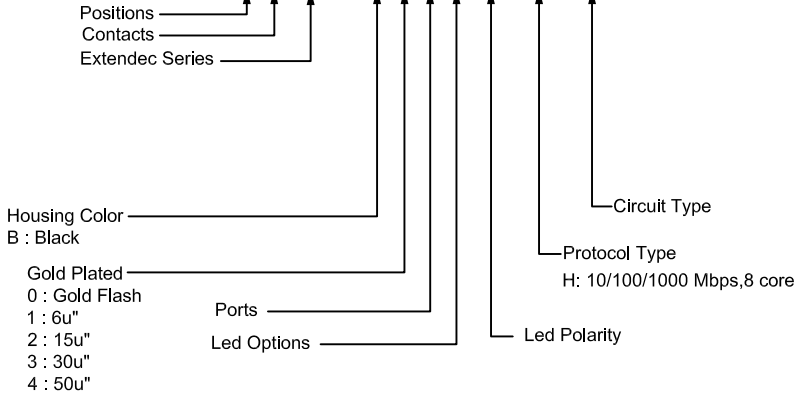 Positions
Contacts
Extendec Series
Housing Color
B : Black
Gold Plated
0 : Gold Flash
1 : 6u"
2 : 15u"
3 : 30u"
4 : 50u"
Ports
Led Options
Led Polarity
Protocol Type
H: 10/100/1000 Mbps,8 core
Circuit Type